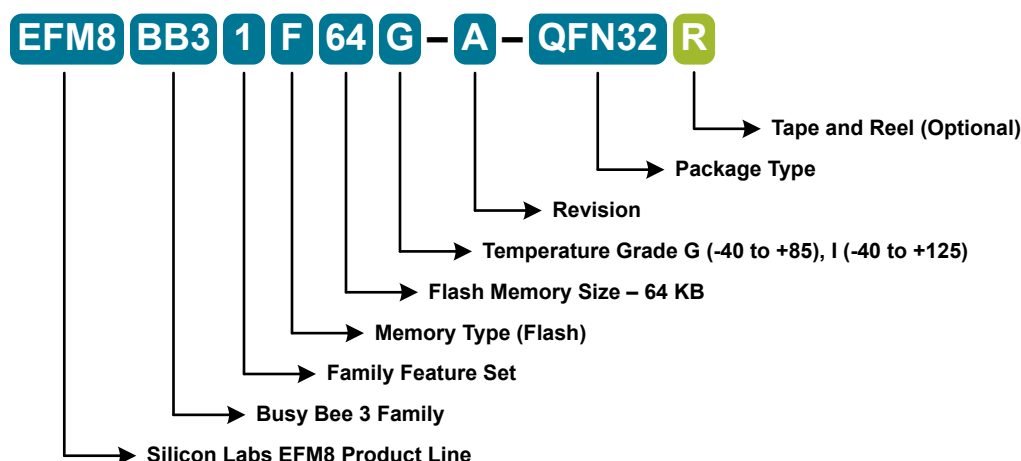 EFM8 BB3 1 F 64 G – A – QFN32 R
Tape and Reel (Optional)
Package Type
Revision
Temperature Grade G (-40 to +85), I (-40 to +125)
Flash Memory Size – 64 KB
Memory Type (Flash)
Family Feature Set
Busy Bee 3 Family
Silicon Labs EFM8 Product Line